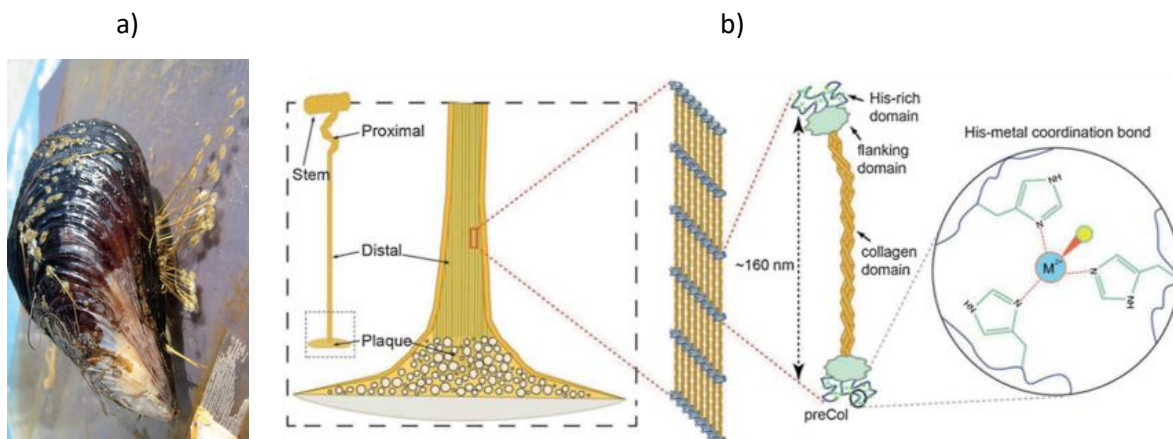 a)
b)
Proximal
Stem
Distal
Plaque
~160 nm
His-rich
domain
flanking
domain
collagen
domain
preCol
His-metal coordination bond
NH
N
M2+
N
NH
N
HN